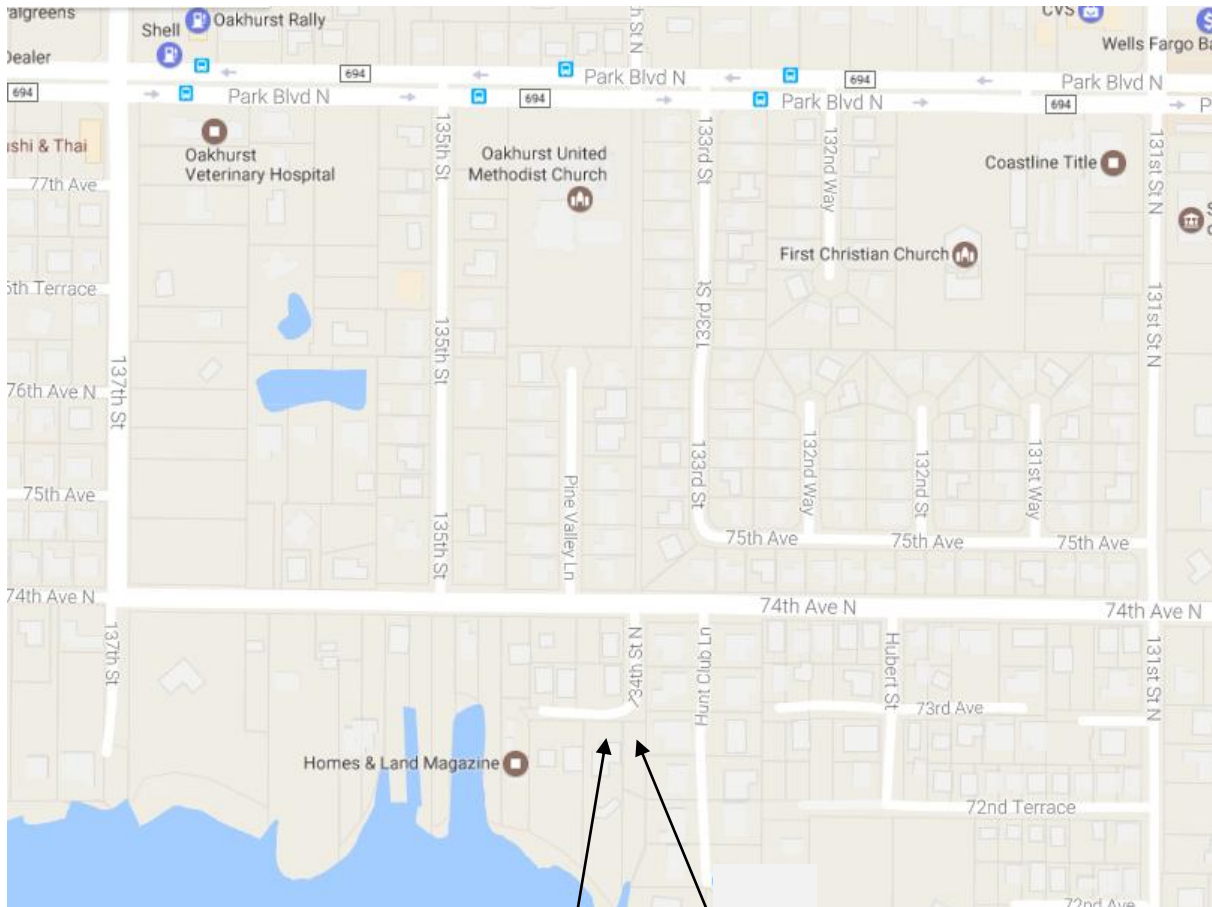 algreens
Shell
Oakhurst Rally
h St N
CVS
Wells Fargo Ba
Dealer
694
694
Park Blvd N
694
Park Blvd N
694
Park Blvd N
694
Park Blvd N
Park Blvd N
694
P
ushi & Thai
Oakhurst
Veterinary Hospital
135th St
Oakhurst United
Methodist Church
133rd St
132nd Way
Coastline Title
131st St N
77th Ave
S
First Christian Church
th Terrace
135th St
133rd St
131st St N
76th Ave N
137th St
75th Ave
135th St
Pine Valley Ln
133rd St
132nd Way
132nd St
131st Way
75th Ave
75th Ave
75th Ave
74th Ave N
74th Ave N
74th Ave N
137th St
134th St N
Hunt Club Ln
Hubert St
131st St N
73rd Ave
Homes & Land Magazine
72nd Terrace
72nd Ave